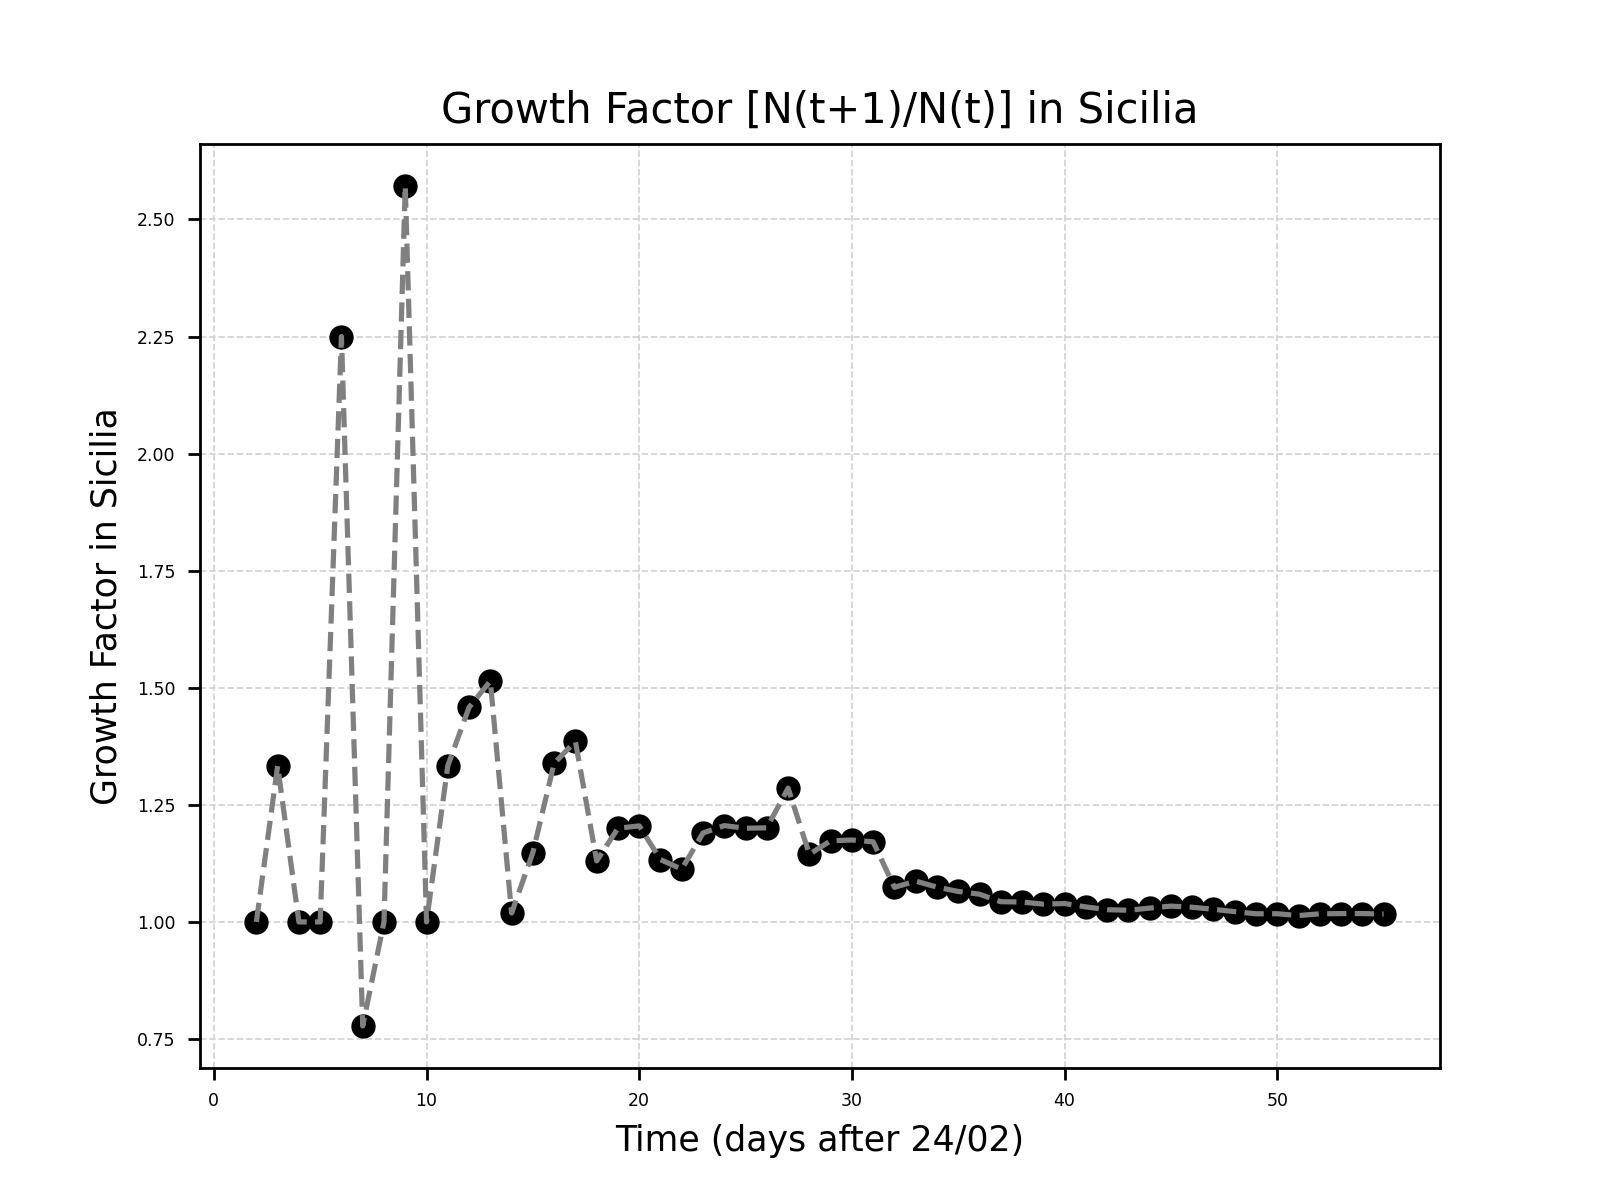 Growth Factor [N(t+1)/N(t)] in Sicilia
Growth Factor in Sicilia
2.50
2.25
2.00
1.75
1.50
1.25
1.00
0.75
0 10 20 30 40 50
Time (days after 24/02)